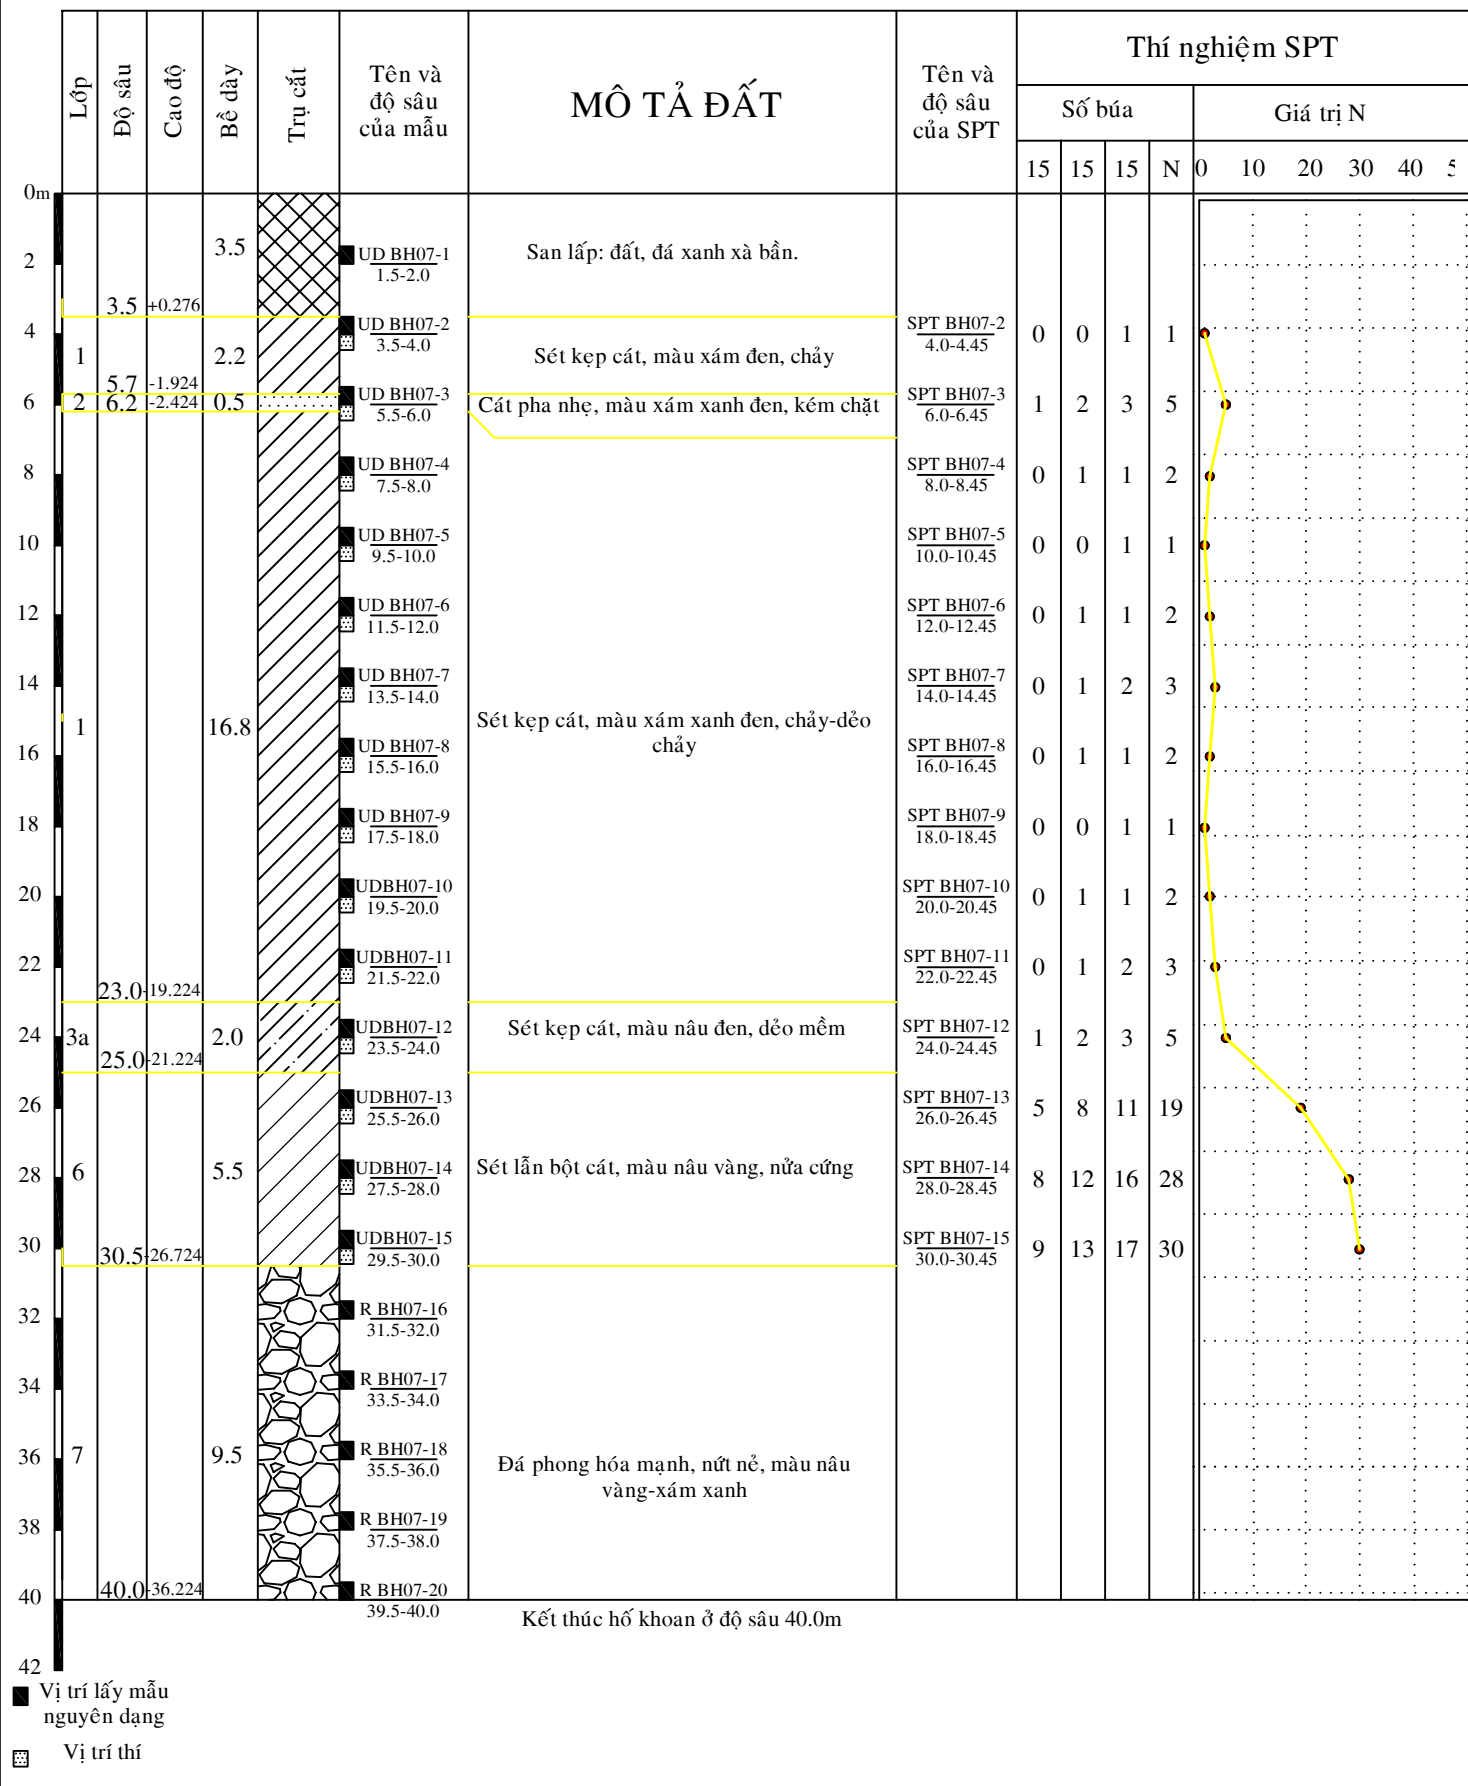 Lớp
Độ sâu
Cao độ
Bề dày
Trụ cắt
Tên và
độ sâu
của mẫu
MÔ TẢ ĐẤT
Tên và
độ sâu
của SPT
Thí nghiệm SPT
Số búa
Giá trị N
15 15 15 N
0 10 20 30 40
0m
3.5
UD BH07-1
1.5-2.0
San lấp: đất, đá xanh xà bần.
2
3.5 +0.276
UD BH07-2
3.5-4.0
SPT BH07-2
4.0-4.45
0 0 1 1
4
1
2.2
Sét kẹp cát, màu xám đen, chảy
5.7 -1.924
UD BH07-3
5.5-6.0
SPT BH07-3
6.0-6.45
1 2 3 5
6
2 6.2 -2.424 0.5
Cát pha nhẹ, màu xám xanh đen, kém chặt
UD BH07-4
7.5-8.0
SPT BH07-4
8.0-8.45
0 1 1 2
8
UD BH07-5
9.5-10.0
SPT BH07-5
10.0-10.45
0 0 1 1
10
UD BH07-6
11.5-12.0
SPT BH07-6
12.0-12.45
0 1 1 2
12
UD BH07-7
13.5-14.0
SPT BH07-7
14.0-14.45
0 1 2 3
14
1
16.8
Sét kẹp cát, màu xám xanh đen, chảy-dẻo
chảy
UD BH07-8
15.5-16.0
SPT BH07-8
16.0-16.45
0 1 1 2
16
UD BH07-9
17.5-18.0
SPT BH07-9
18.0-18.45
0 0 1 1
18
UDBH07-10
19.5-20.0
SPT BH07-10
20.0-20.45
0 1 1 2
20
UDBH07-11
21.5-22.0
SPT BH07-11
22.0-22.45
0 1 2 3
22
23.0 -19.224
UDBH07-12
23.5-24.0
Sét kẹp cát, màu nâu đen, dẻo mềm
SPT BH07-12
24.0-24.45
1 2 3 5
24
3a
2.0
25.0 -21.224
UDBH07-13
25.5-26.0
SPT BH07-13
26.0-26.45
5 8 11 19
26
UDBH07-14
27.5-28.0
Sét lẫn bột cát, màu nâu vàng, nửa cứng
SPT BH07-14
28.0-28.45
8 12 16 28
28
6
5.5
UDBH07-15
29.5-30.0
SPT BH07-15
30.0-30.45
9 13 17 30
30
30.5 -26.724
R BH07-16
31.5-32.0
32
R BH07-17
33.5-34.0
34
R BH07-18
35.5-36.0
36
7
9.5
Đá phong hóa mạnh, nứt nẻ, màu nâu
vàng-xám xanh
R BH07-19
37.5-38.0
38
40.0 -36.224
R BH07-20
39.5-40.0
40
Kết thúc hố khoan ở độ sâu 40.0m
42
Vị trí lấy mẫu
nguyên dạng
Vị trí thí